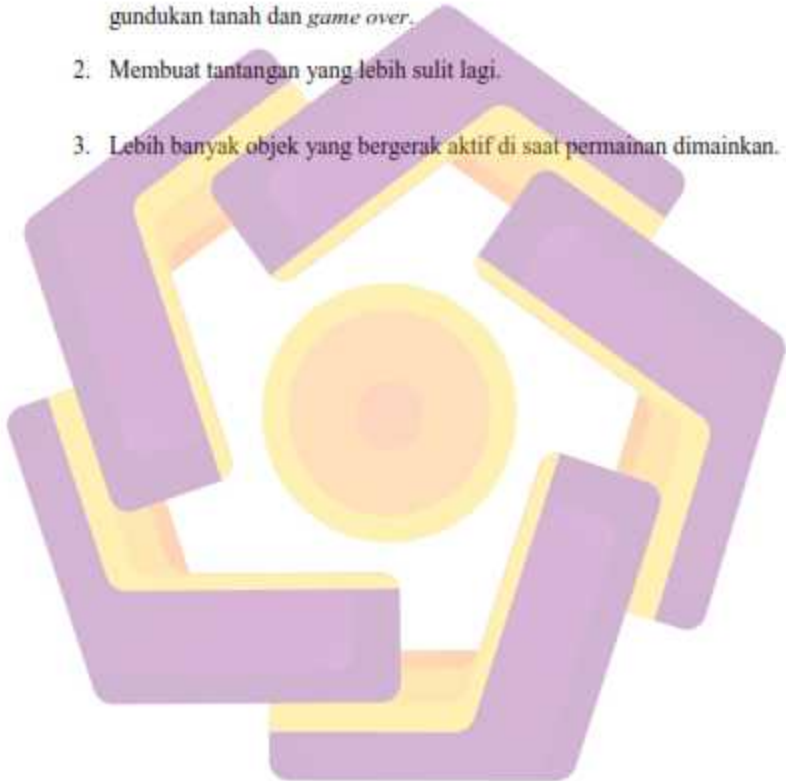 gundukan tanah dan game over.
2. Membuat tantangan yang lebih sulit lagi.
3. Lebih banyak objek yang bergerak aktif di saat permainan dimainkan.